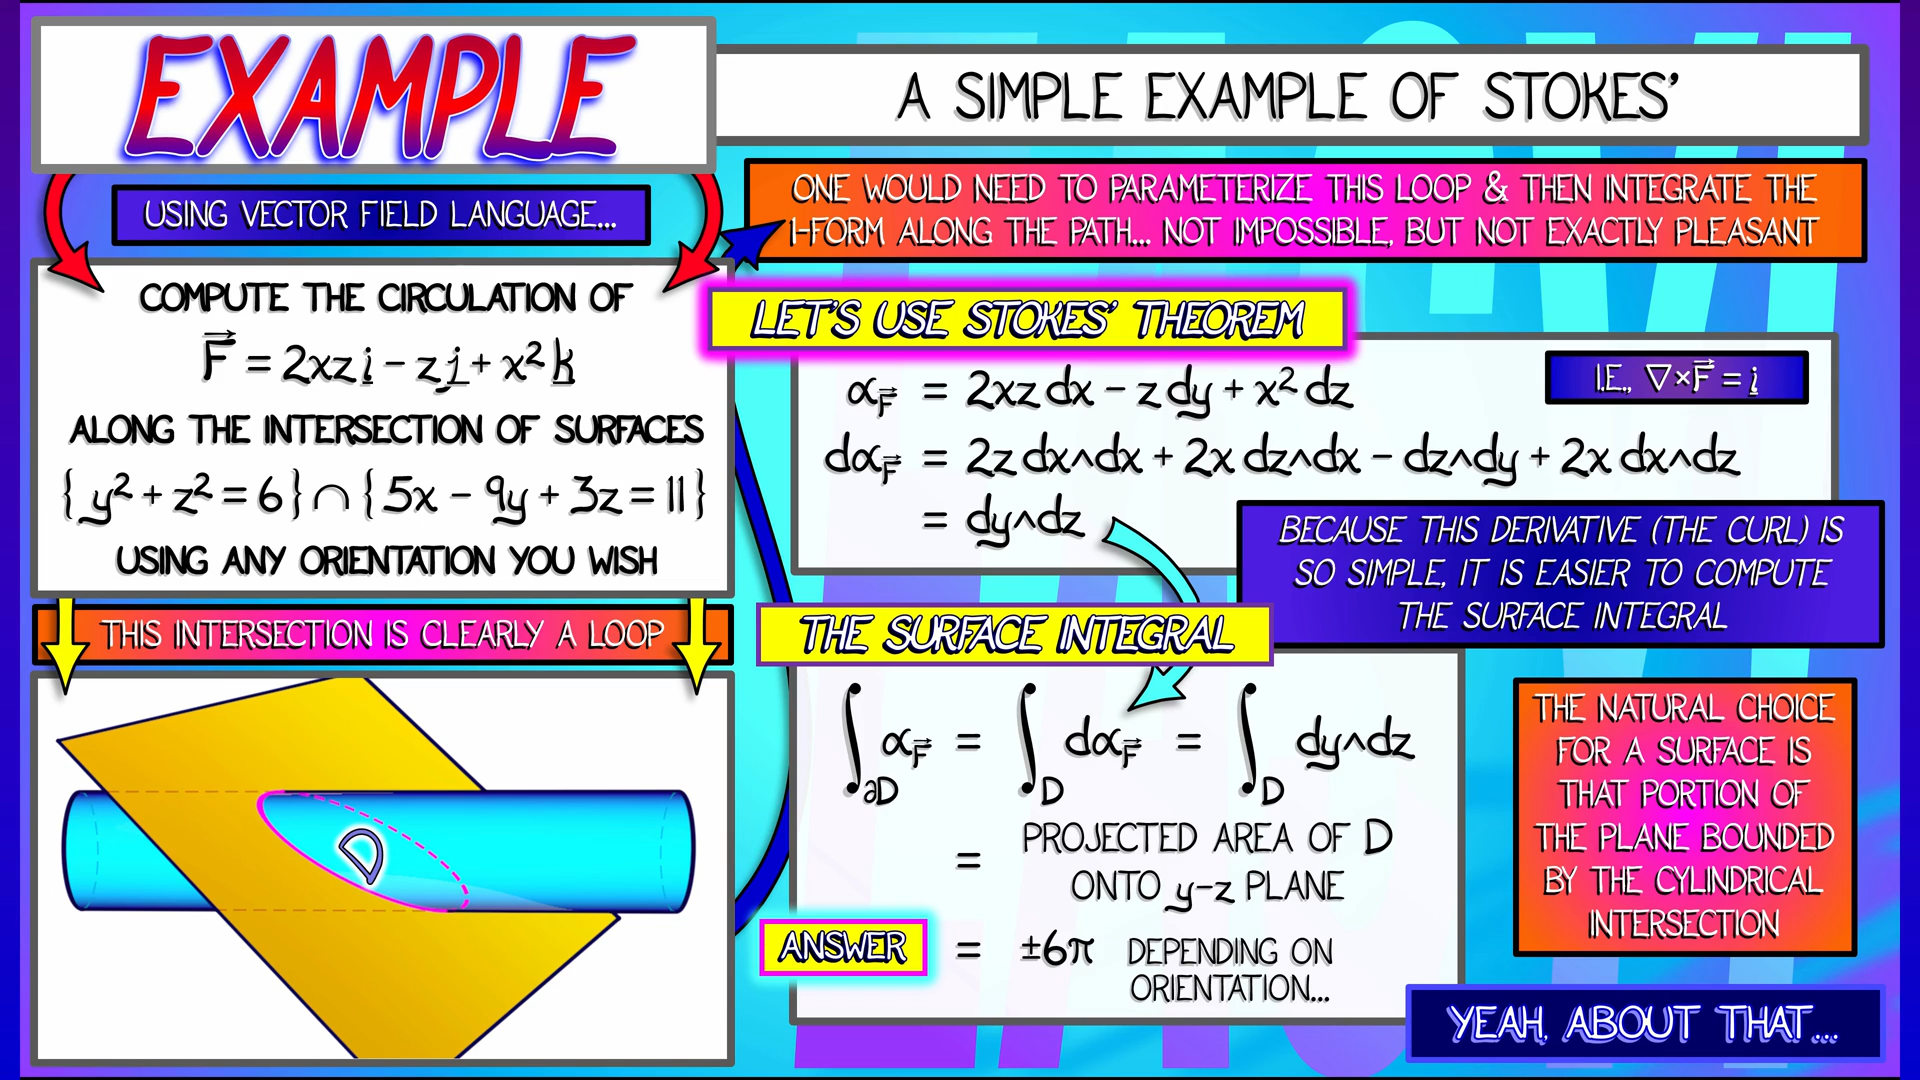 EXAMPLE
A SIMPLE EXAMPLE OF STOKES'
USING VECTOR FIELD LANGUAGE...
COMPUTE THE CIRCULATION OF
F⃗ = 2xz i̲ − z j̲ + x² k̲
ALONG THE INTERSECTION OF SURFACES
{ y² + z² = 6 } ∩ { 5x − 9y + 3z = 11 }
USING ANY ORIENTATION YOU WISH
THIS INTERSECTION IS CLEARLY A LOOP
D
ONE WOULD NEED TO PARAMETERIZE THIS LOOP & THEN INTEGRATE THE
1-FORM ALONG THE PATH... NOT IMPOSSIBLE, BUT NOT EXACTLY PLEASANT
LET'S USE STOKES' THEOREM
I.E., ∇×F⃗ = i̲
α_F⃗ = 2xz dx − z dy + x² dz
dα_F⃗ = 2z dx∧dx + 2x dz∧dx − dz∧dy + 2x dx∧dz
= dy∧dz
BECAUSE THIS DERIVATIVE (THE CURL) IS
SO SIMPLE, IT IS EASIER TO COMPUTE
THE SURFACE INTEGRAL
THE SURFACE INTEGRAL
∫_∂D α_F⃗ = ∫_D dα_F⃗ = ∫_D dy∧dz
= PROJECTED AREA OF D
ONTO y-z PLANE
ANSWER = ±6π DEPENDING ON
ORIENTATION...
THE NATURAL CHOICE
FOR A SURFACE IS
THAT PORTION OF
THE PLANE BOUNDED
BY THE CYLINDRICAL
INTERSECTION
YEAH, ABOUT THAT...